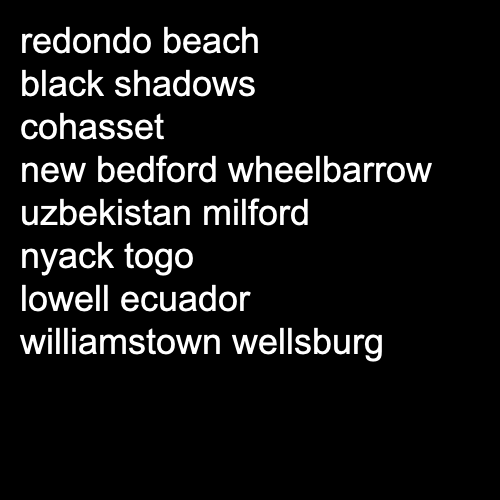 redondo beach
black shadows
cohasset
new bedford wheelbarrow
uzbekistan milford
nyack togo
lowell ecuador
williamstown wellsburg